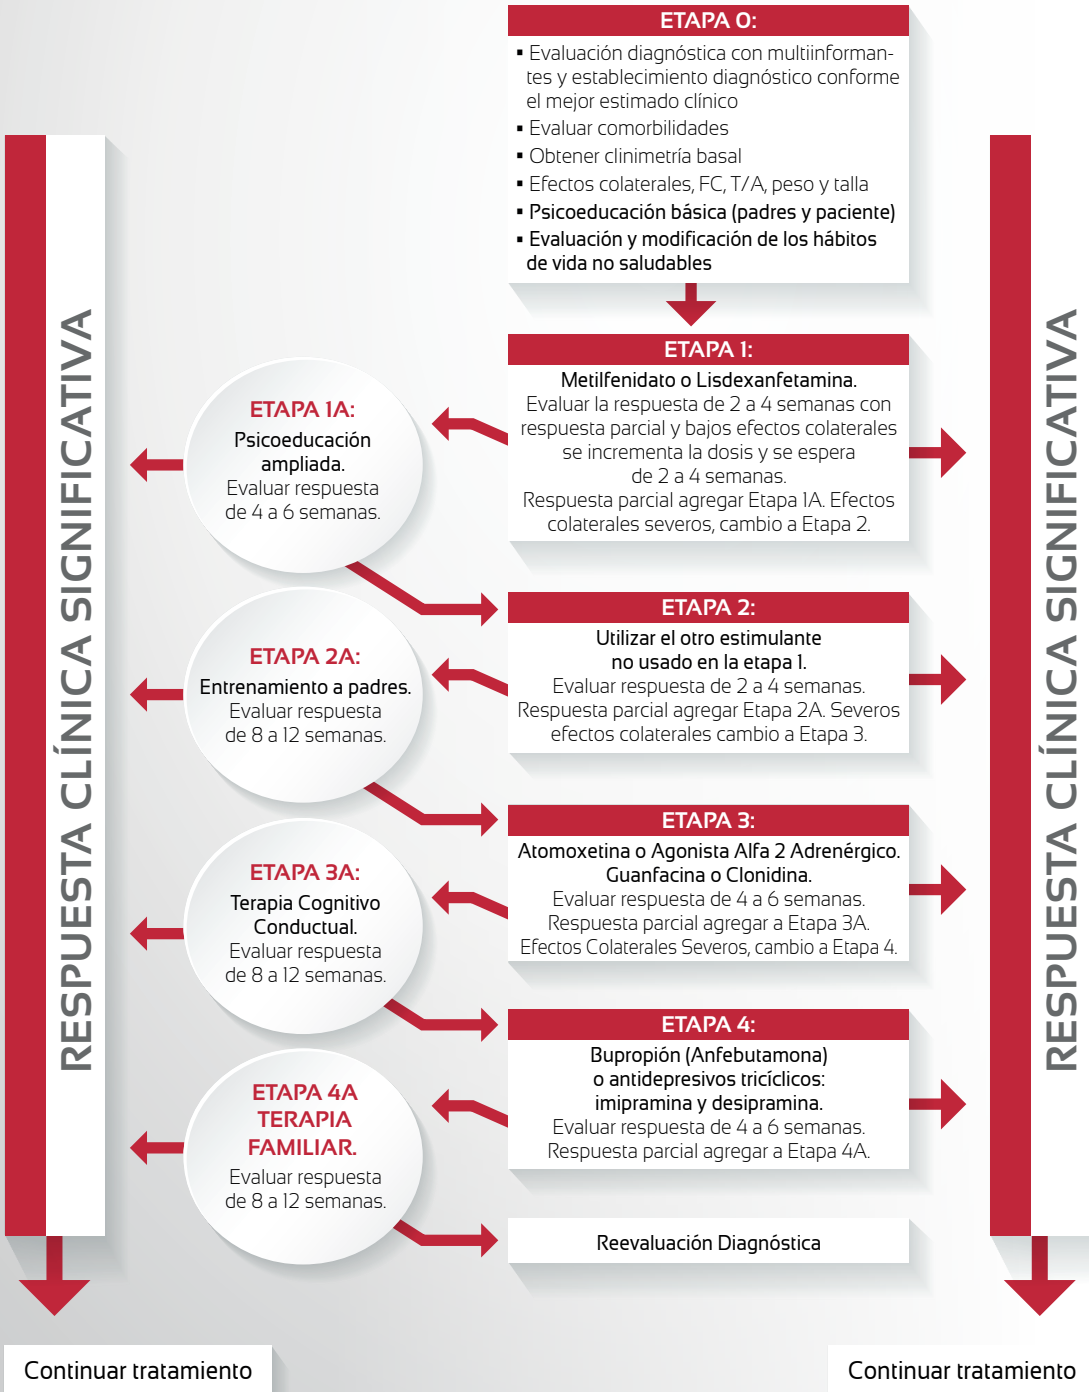 ETAPA 0:
▪ Evaluación diagnóstica con multiinforman-
tes y establecimiento diagnóstico conforme
el mejor estimado clínico
▪ Evaluar comorbilidades
▪ Obtener clinimetría basal
▪ Efectos colaterales, FC, T/A, peso y talla
▪ Psicoeducación básica (padres y paciente)
▪ Evaluación y modificación de los hábitos
de vida no saludables
RESPUESTA CLÍNICA SIGNIFICATIVA
ETAPA 1:
Metilfenidato o Lisdexanfetamina.
Evaluar la respuesta de 2 a 4 semanas con
respuesta parcial y bajos efectos colaterales
se incrementa la dosis y se espera
de 2 a 4 semanas.
Respuesta parcial agregar Etapa 1A. Efectos
colaterales severos, cambio a Etapa 2.
ETAPA 1A:
Psicoeducación
ampliada.
Evaluar respuesta
de 4 a 6 semanas.
ETAPA 2:
Utilizar el otro estimulante
no usado en la etapa 1.
Evaluar respuesta de 2 a 4 semanas.
Respuesta parcial agregar Etapa 2A. Severos
efectos colaterales cambio a Etapa 3.
ETAPA 2A:
Entrenamiento a padres.
Evaluar respuesta
de 8 a 12 semanas.
ETAPA 3:
Atomoxetina o Agonista Alfa 2 Adrenérgico.
Guanfacina o Clonidina.
Evaluar respuesta de 4 a 6 semanas.
Respuesta parcial agregar a Etapa 3A.
Efectos Colaterales Severos, cambio a Etapa 4.
ETAPA 3A:
Terapia Cognitivo
Conductual.
Evaluar respuesta
de 8 a 12 semanas.
ETAPA 4:
Bupropión (Anfebutamona)
o antidepresivos tricíclicos:
imipramina y desipramina.
Evaluar respuesta de 4 a 6 semanas.
Respuesta parcial agregar a Etapa 4A.
ETAPA 4A
TERAPIA
FAMILIAR.
Evaluar respuesta
de 8 a 12 semanas.
Reevaluación Diagnóstica
RESPUESTA CLÍNICA SIGNIFICATIVA
Continuar tratamiento
Continuar tratamiento